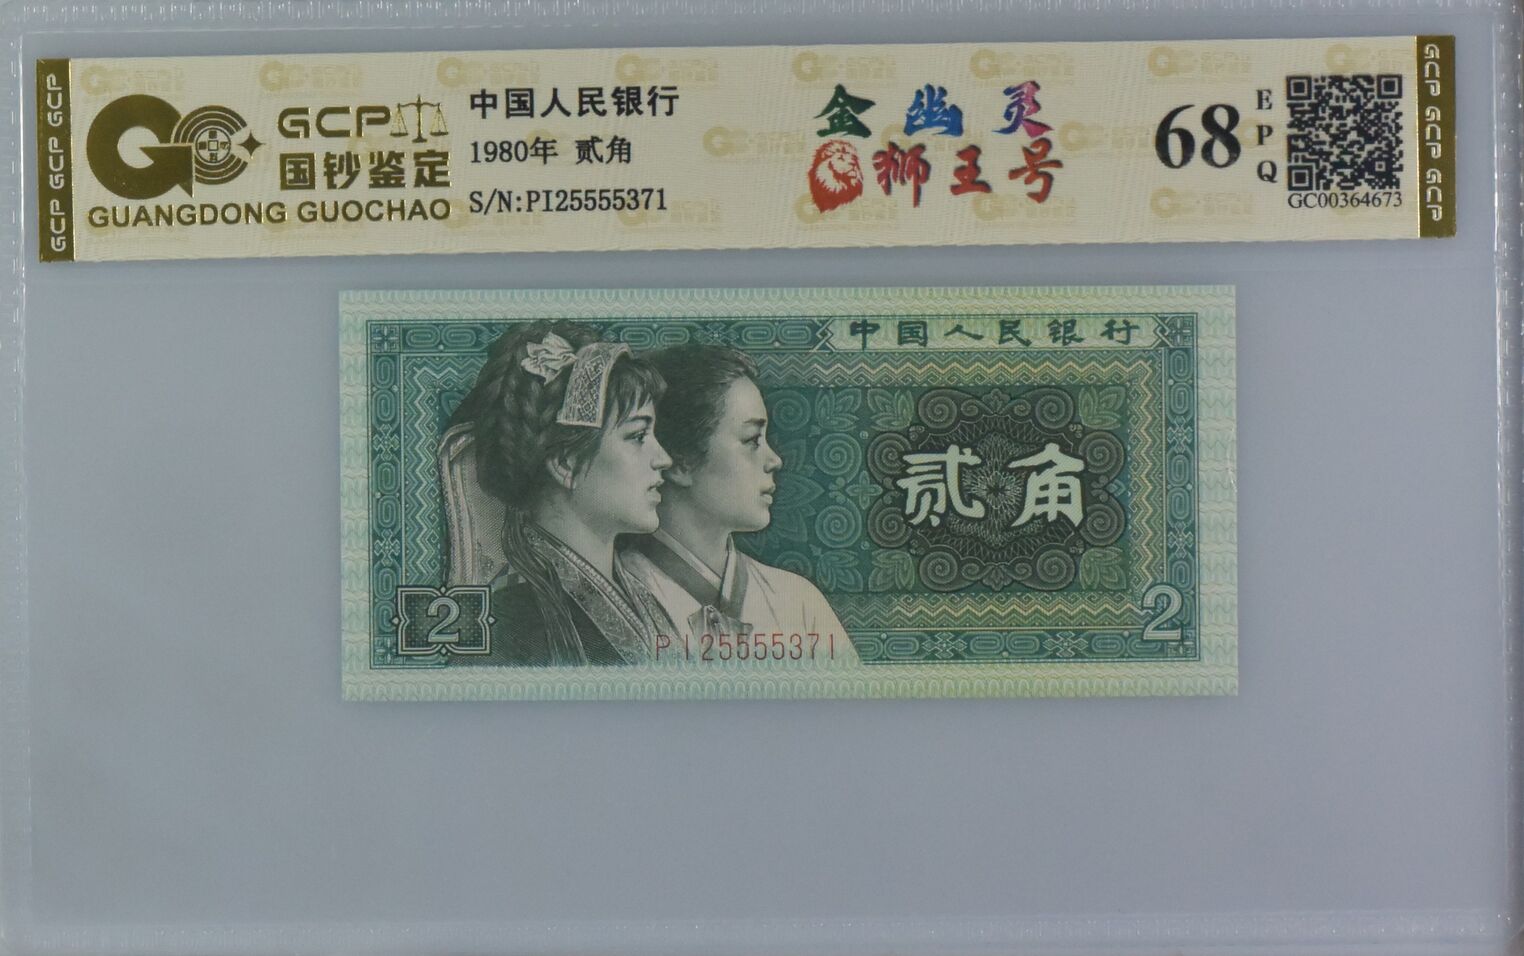 GCP GCP GCP
GCP
国钞鉴定
GUANGDONG GUOCHAO
中国人民银行
1980年 贰角
S/N:PI25555371
金幽灵
狮王号
68
EPQ
GC00364673
GCP GCP GCP
中国人民银行
贰角
2
2
PI25555371